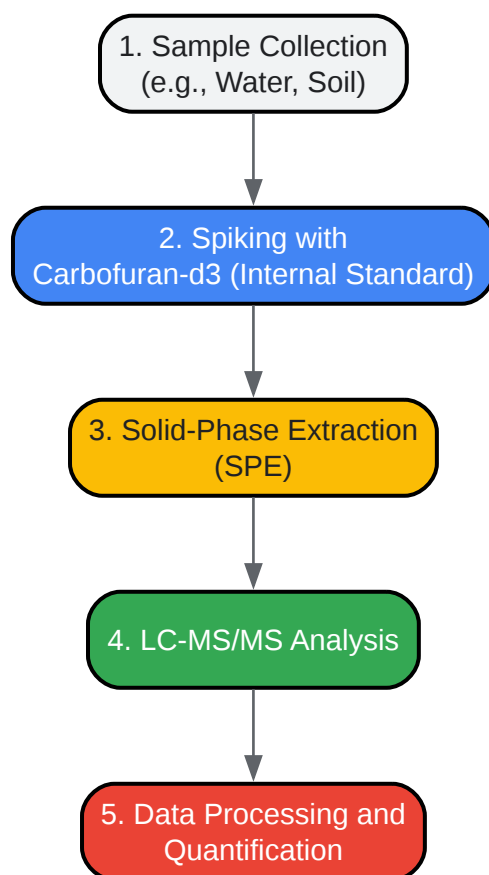 1. Sample Collection
(e.g., Water, Soil)
2. Spiking with
Carbofuran-d3 (Internal Standard)
3. Solid-Phase Extraction
(SPE)
4. LC-MS/MS Analysis
5. Data Processing and
Quantification